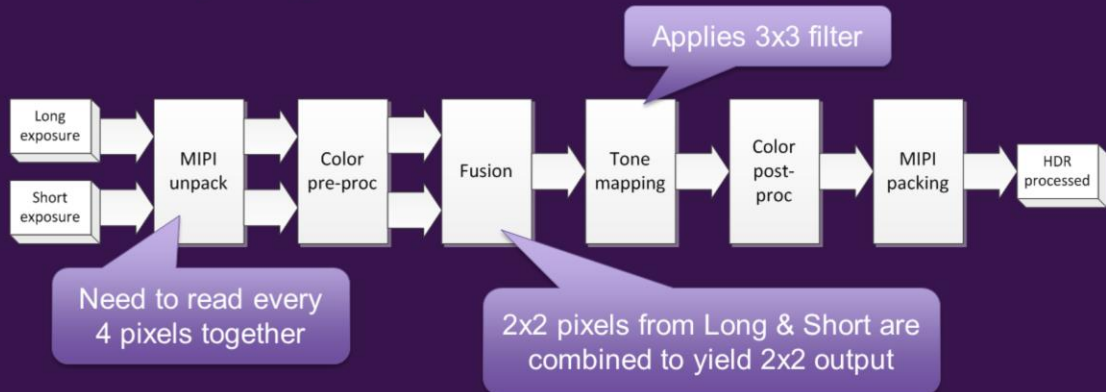 Applies 3x3 filter
Long
exposure
Short
exposure
MIPI
unpack
Color
pre-proc
Fusion
Tone
mapping
Color
post-
proc
MIPI
packing
HDR
processed
Need to read every
4 pixels together
2x2 pixels from Long & Short are
combined to yield 2x2 output